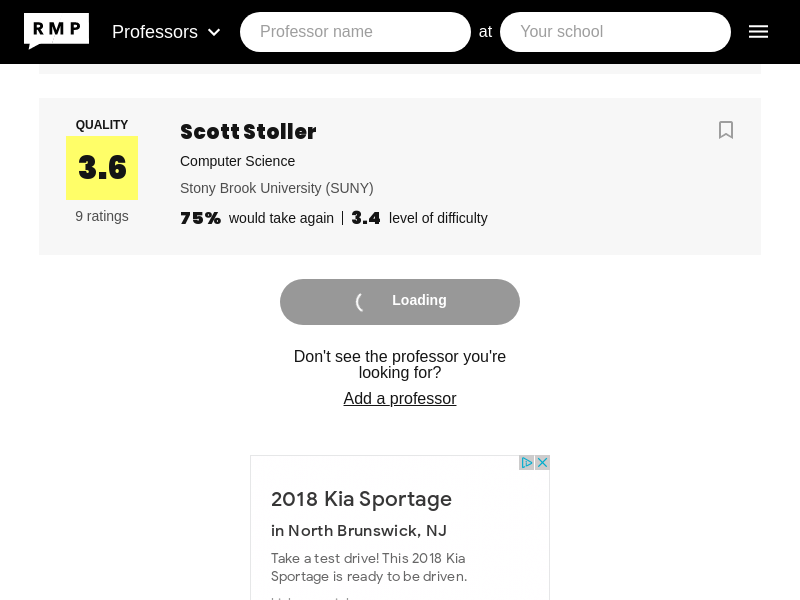 RMP Professors Professor name at Your school
QUALITY
3.6
9 ratings
Scott Stoller
Computer Science
Stony Brook University (SUNY)
75% would take again | 3.4 level of difficulty
Loading
Don't see the professor you're
looking for?
Add a professor
2018 Kia Sportage
in North Brunswick, NJ
Take a test drive! This 2018 Kia
Sportage is ready to be driven.